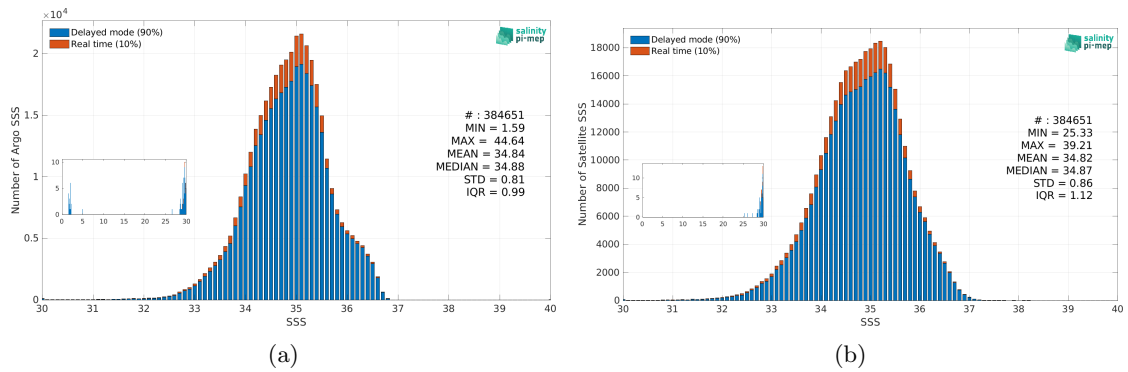 ×10⁴
Delayed mode (90%)
Real time (10%)
salinity
pi-mep
Number of Argo SSS
2
1.5
1
0.5
0
# : 384651
MIN = 1.59
MAX = 44.64
MEAN = 34.84
MEDIAN = 34.88
STD = 0.81
IQR = 0.99
10
5
0
0 5 10 15 20 25 30
30 31 32 33 34 35 36 37 38 39 40
SSS
(a)
Delayed mode (90%)
Real time (10%)
salinity
pi-mep
Number of Satellite SSS
18000
16000
14000
12000
10000
8000
6000
4000
2000
0
# : 384651
MIN = 25.33
MAX = 39.21
MEAN = 34.82
MEDIAN = 34.87
STD = 0.86
IQR = 1.12
10
5
0
0 5 10 15 20 25 30
30 31 32 33 34 35 36 37 38 39 40
SSS
(b)